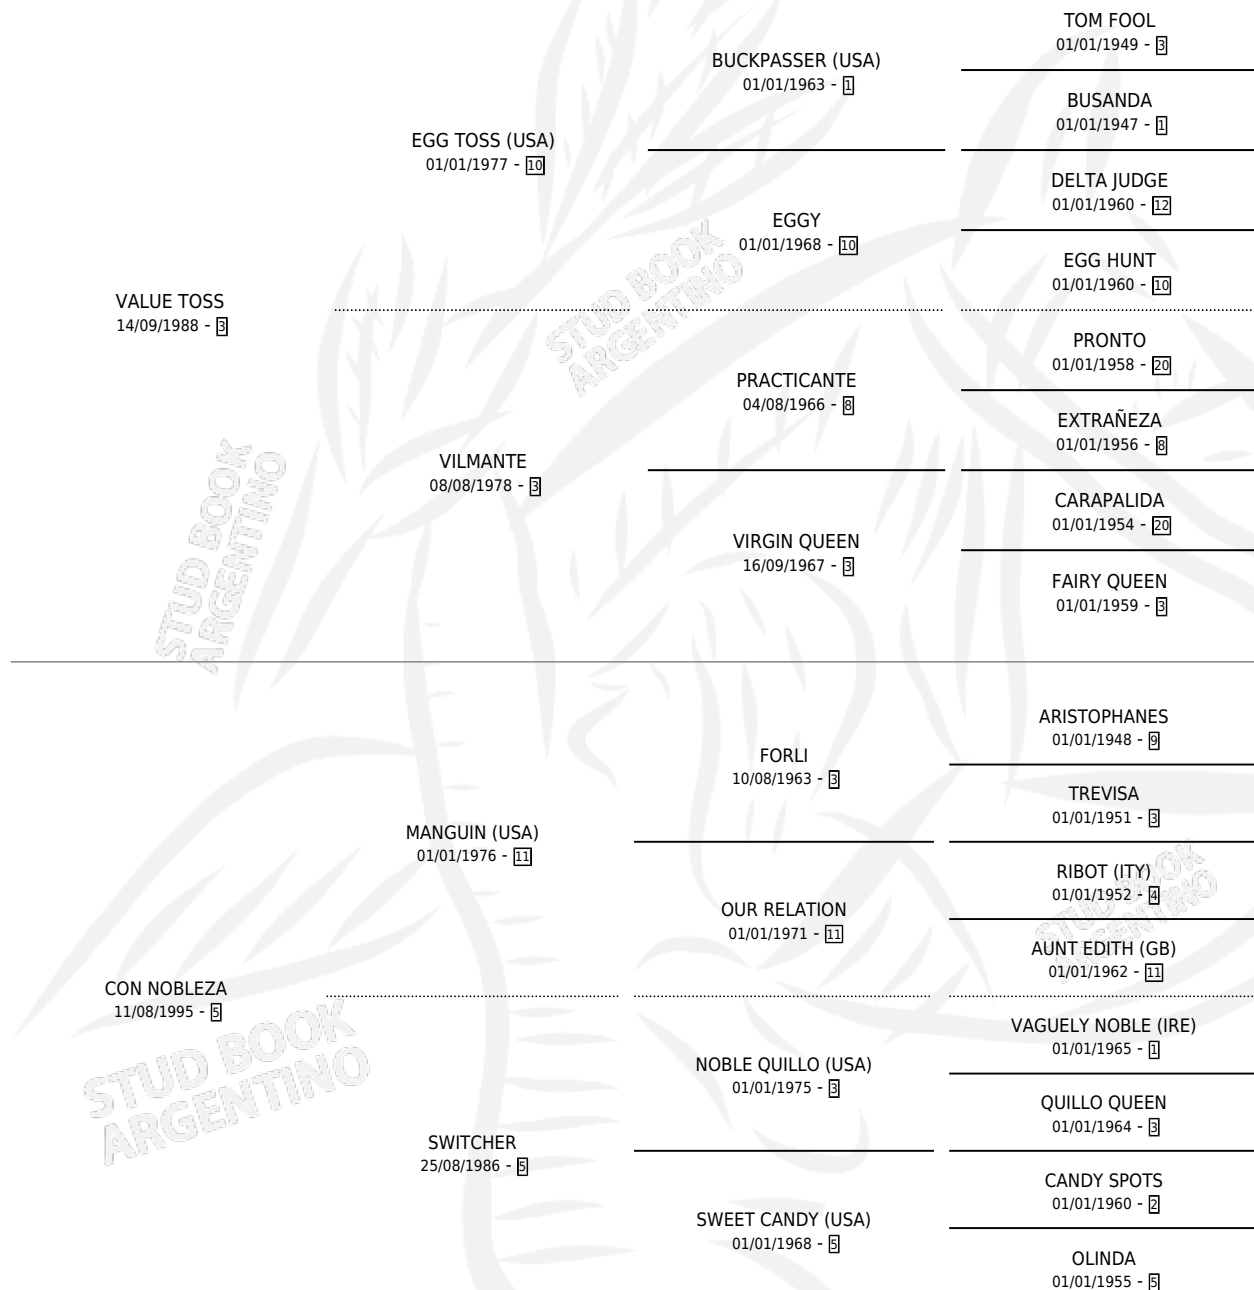 TOM FOOL
01/01/1949 - 3
BUCKPASSER (USA)
01/01/1963 - 1
BUSANDA
01/01/1947 - 1
EGG TOSS (USA)
01/01/1977 - 10
DELTA JUDGE
01/01/1960 - 12
EGGY
01/01/1968 - 10
EGG HUNT
01/01/1960 - 10
VALUE TOSS
14/09/1988 - 3
STUD BOOK
ARGENTINO
PRONTO
01/01/1958 - 20
PRACTICANTE
04/08/1966 - 8
EXTRAÑEZA
01/01/1956 - 8
VILMANTE
08/08/1978 - 3
CARAPALIDA
01/01/1954 - 20
VIRGIN QUEEN
16/09/1967 - 3
FAIRY QUEEN
01/01/1959 - 3
STUD BOOK
ARGENTINO
ARISTOPHANES
01/01/1948 - 9
FORLI
10/08/1963 - 3
TREVISA
01/01/1951 - 3
MANGUIN (USA)
01/01/1976 - 11
RIBOT (ITY)
01/01/1952 - 4
OUR RELATION
01/01/1971 - 11
AUNT EDITH (GB)
01/01/1962 - 11
STUD BOOK
ARGENTINO
CON NOBLEZA
11/08/1995 - 5
VAGUELY NOBLE (IRE)
01/01/1965 - 1
NOBLE QUILLO (USA)
01/01/1975 - 3
QUILLO QUEEN
01/01/1964 - 3
STUD BOOK
ARGENTINO
SWITCHER
25/08/1986 - 5
CANDY SPOTS
01/01/1960 - 2
SWEET CANDY (USA)
01/01/1968 - 5
OLINDA
01/01/1955 - 5